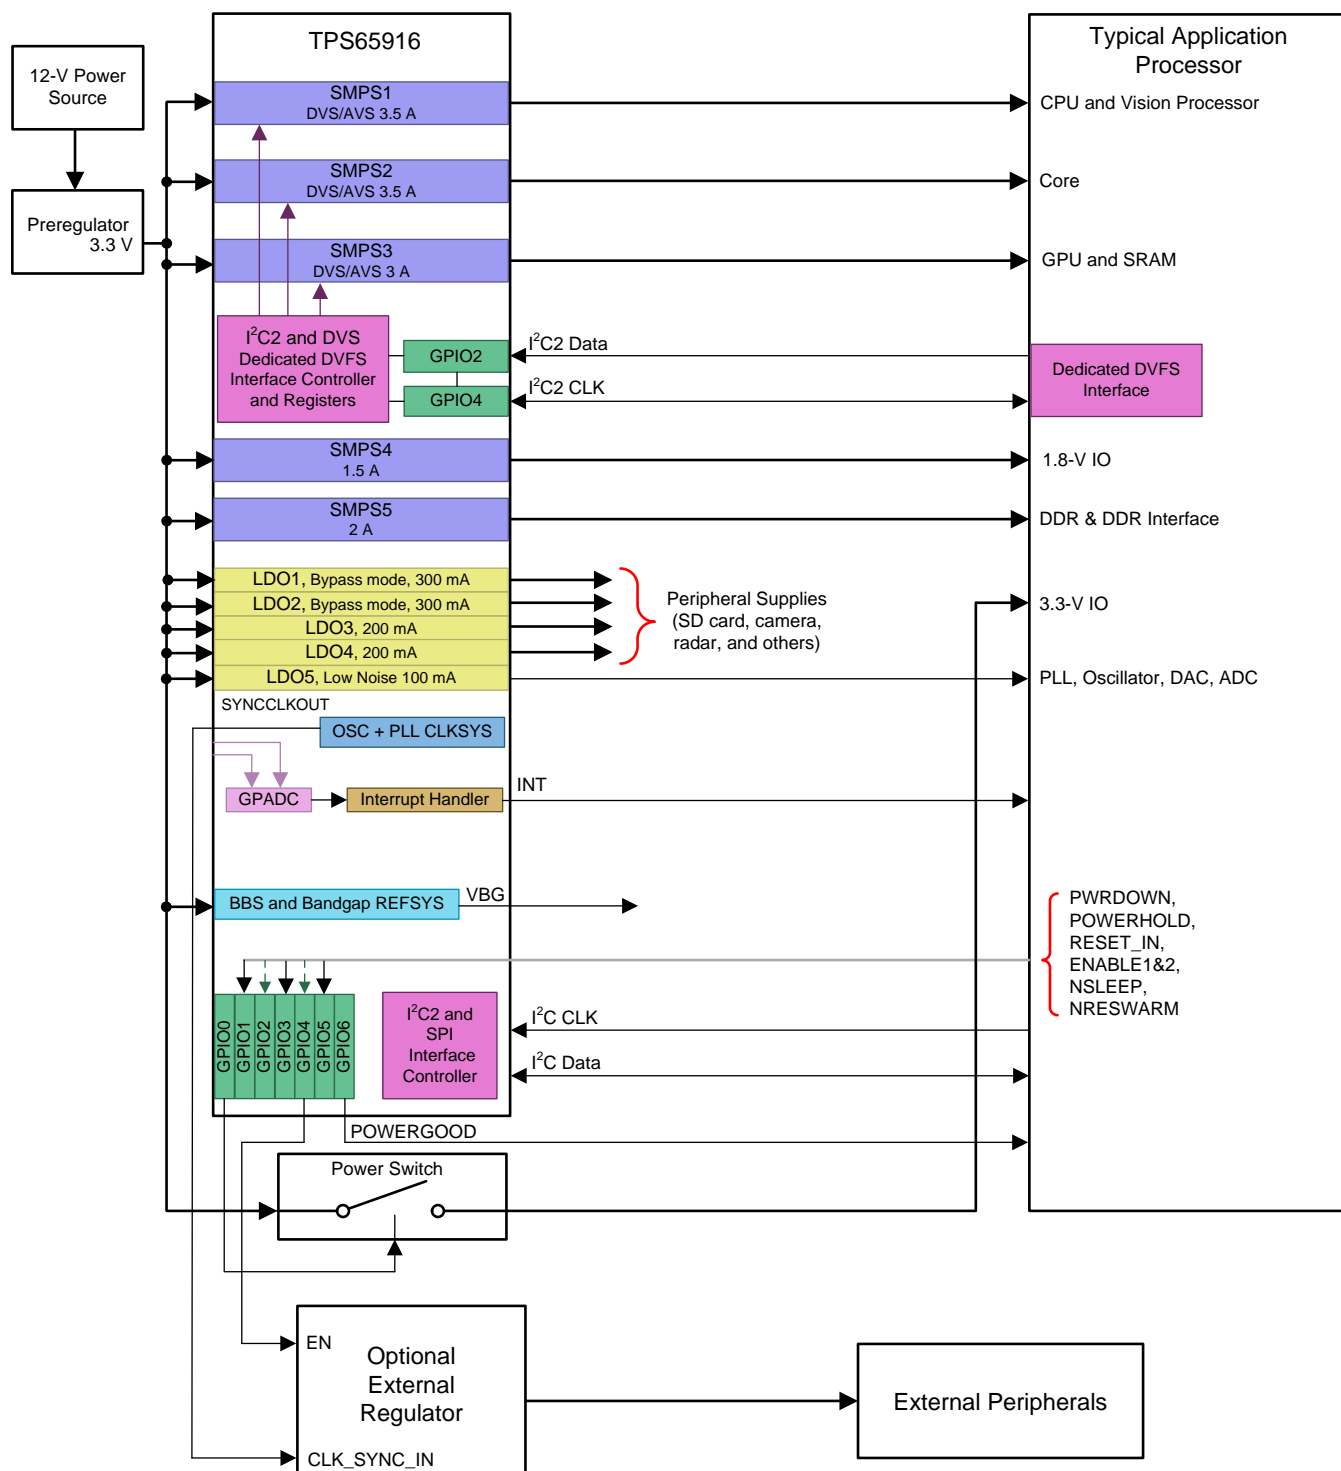 TPS65916
Typical Application
Processor
12-V Power
Source
Preregulator
3.3 V
SMPS1
DVS/AVS 3.5 A
CPU and Vision Processor
SMPS2
DVS/AVS 3.5 A
Core
SMPS3
DVS/AVS 3 A
GPU and SRAM
I²C2 and DVS
Dedicated DVFS
Interface Controller
and Registers
GPIO2
GPIO4
I²C2 Data
I²C2 CLK
Dedicated DVFS
Interface
SMPS4
1.5 A
1.8-V IO
SMPS5
2 A
DDR & DDR Interface
LDO1, Bypass mode, 300 mA
LDO2, Bypass mode, 300 mA
LDO3, 200 mA
LDO4, 200 mA
LDO5, Low Noise 100 mA
Peripheral Supplies
(SD card, camera,
radar, and others)
3.3-V IO
PLL, Oscillator, DAC, ADC
SYNCCLKOUT
OSC + PLL CLKSYS
GPADC
Interrupt Handler
INT
BBS and Bandgap REFSYS
VBG
PWRDOWN,
POWERHOLD,
RESET_IN,
ENABLE1&2,
NSLEEP,
NRESWARM
GPIO0
GPIO1
GPIO2
GPIO3
GPIO4
GPIO5
GPIO6
I²C2 and
SPI
Interface
Controller
I²C CLK
I²C Data
POWERGOOD
Power Switch
EN
Optional
External
Regulator
CLK_SYNC_IN
External Peripherals